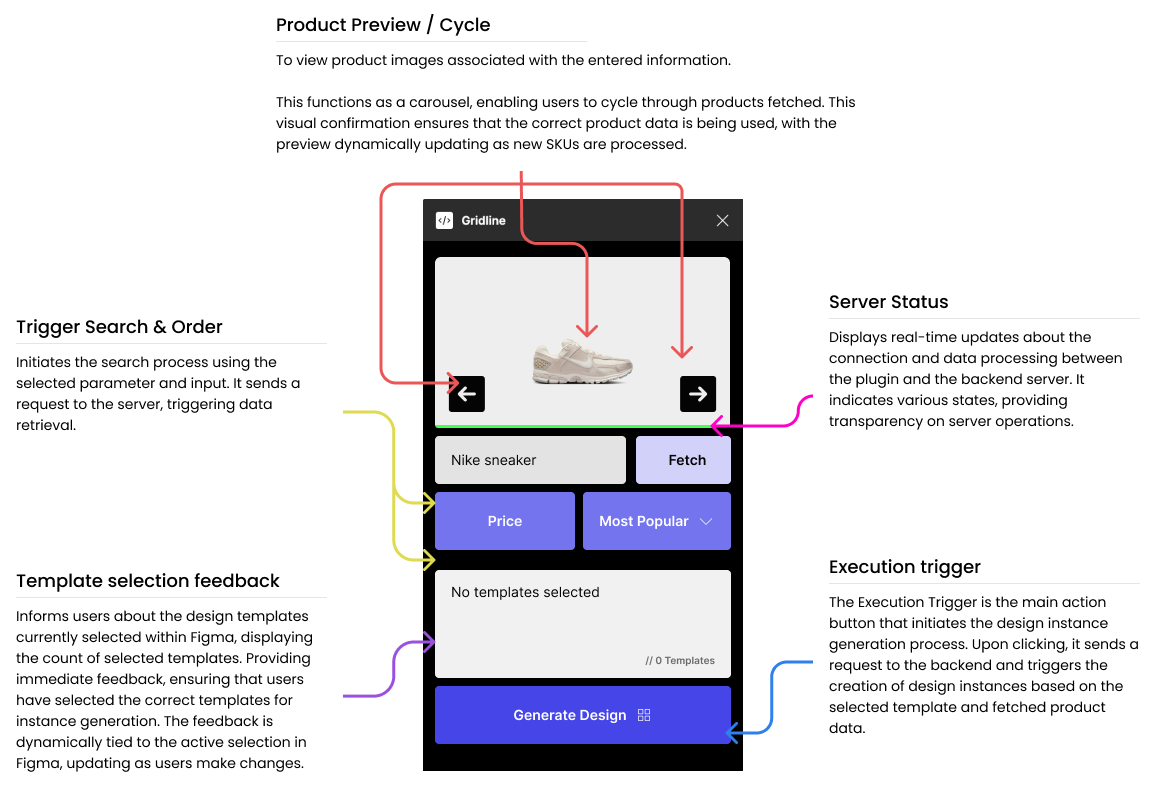 Product Preview / Cycle
To view product images associated with the entered information.
This functions as a carousel, enabling users to cycle through products fetched. This
visual confirmation ensures that the correct product data is being used, with the
preview dynamically updating as new SKUs are processed.
</> Gridline
Trigger Search & Order
Initiates the search process using the
selected parameter and input. It sends a
request to the server, triggering data
retrieval.
Server Status
Displays real-time updates about the
connection and data processing between
the plugin and the backend server. It
indicates various states, providing
transparency on server operations.
Nike sneaker
Fetch
Price
Most Popular
Template selection feedback
Informs users about the design templates
currently selected within Figma, displaying
the count of selected templates. Providing
immediate feedback, ensuring that users
have selected the correct templates for
instance generation. The feedback is
dynamically tied to the active selection in
Figma, updating as users make changes.
No templates selected
// 0 Templates
Generate Design
Execution trigger
The Execution Trigger is the main action
button that initiates the design instance
generation process. Upon clicking, it sends a
request to the backend and triggers the
creation of design instances based on the
selected template and fetched product
data.